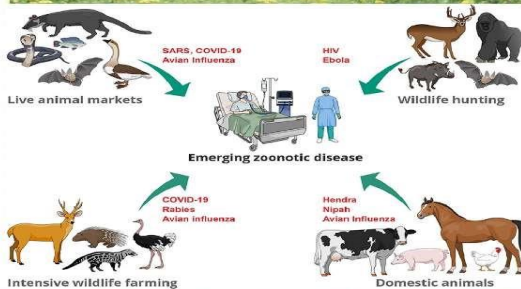 SARS, COVID-19
Avian Influenza
HIV
Ebola
Live animal markets
Wildlife hunting
Emerging zoonotic disease
COVID-19
Rabies
Avian influenza
Hendra
Nipah
Avian Influenza
Intensive wildlife farming
Domestic animals